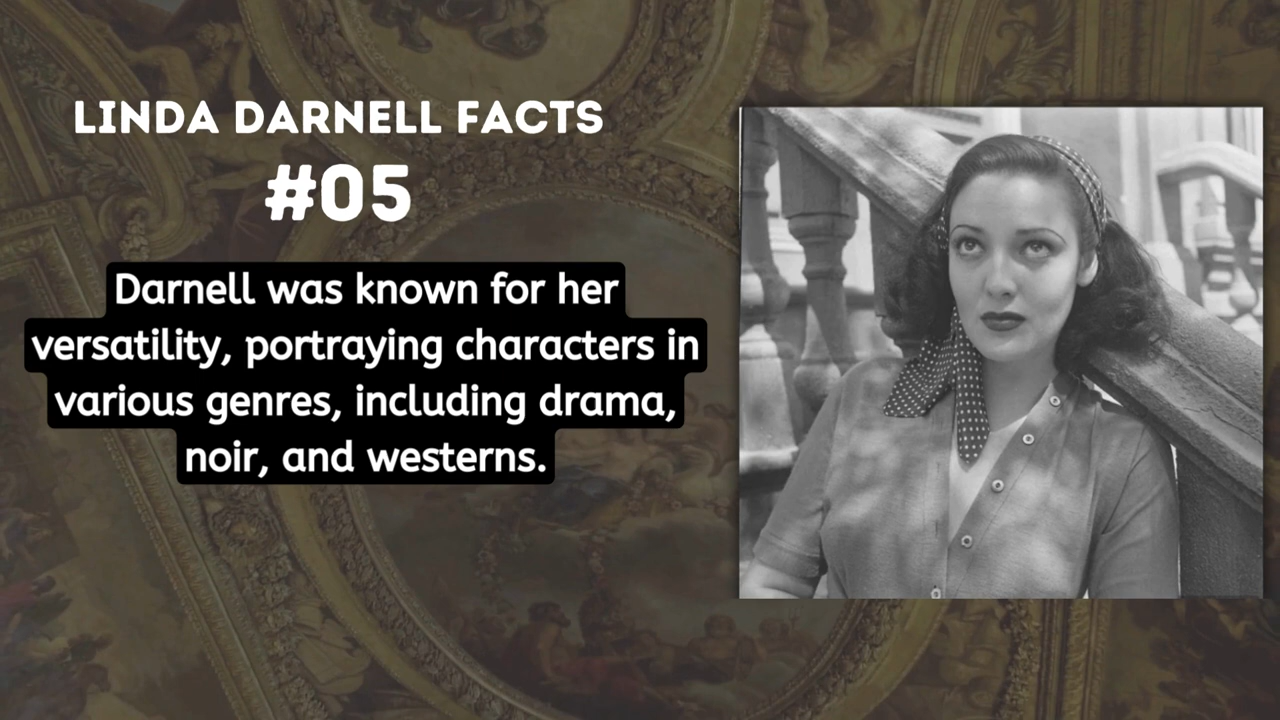 LINDA DARNELL FACTS
#05
Darnell was known for her
versatility, portraying characters in
various genres, including drama,
noir, and westerns.